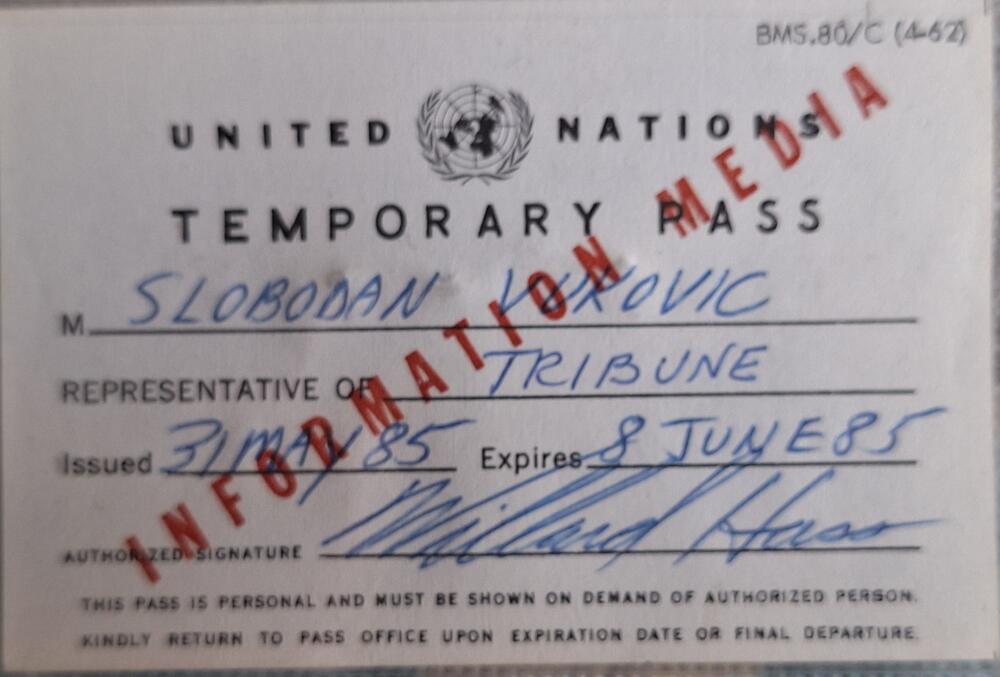 BMS.80/C (4-62)
UNITED NATIONS
TEMPORARY PASS
INFORMATION MEDIA
M. SLOBODAN VUKOVIC
REPRESENTATIVE OF TRIBUNE
Issued 31 MAY 85 Expires 8 JUNE 85
AUTHORIZED SIGNATURE Millard Hass
THIS PASS IS PERSONAL AND MUST BE SHOWN ON DEMAND OF AUTHORIZED PERSON.
KINDLY RETURN TO PASS OFFICE UPON EXPIRATION DATE OR FINAL DEPARTURE.